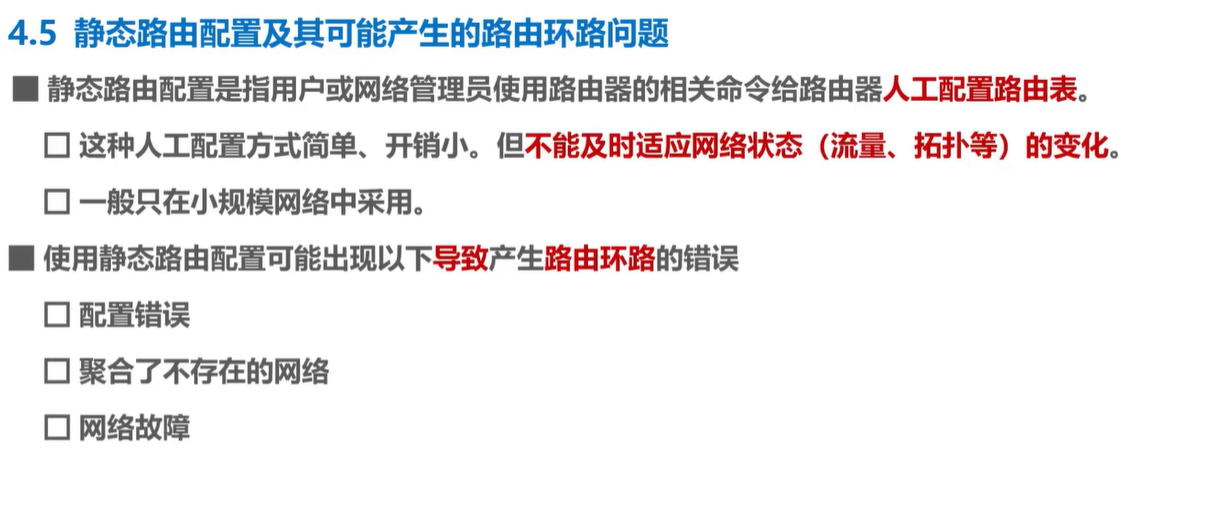 4.5 静态路由配置及其可能产生的路由环路问题
■ 静态路由配置是指用户或网络管理员使用路由器的相关命令给路由器人工配置路由表。
□ 这种人工配置方式简单、开销小。但不能及时适应网络状态（流量、拓扑等）的变化。
□ 一般只在小规模网络中采用。
■ 使用静态路由配置可能出现以下导致产生路由环路的错误
□ 配置错误
□ 聚合了不存在的网络
□ 网络故障